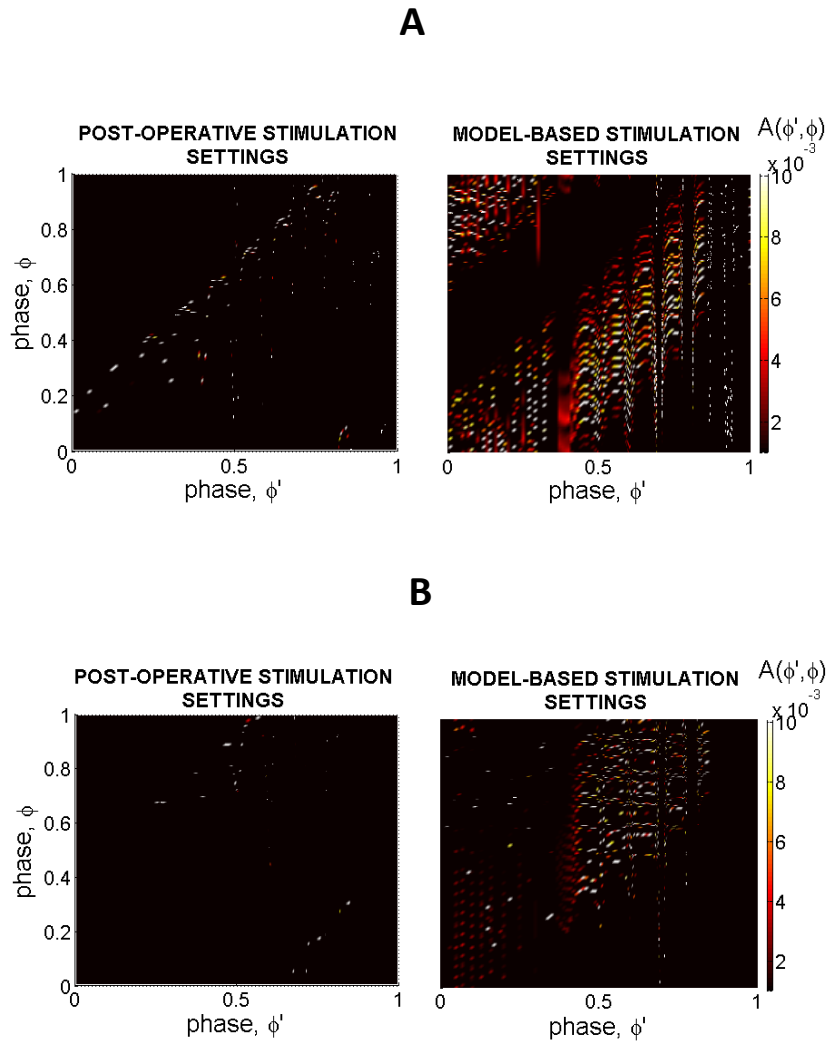 A
POST-OPERATIVE STIMULATION
SETTINGS
MODEL-BASED STIMULATION
SETTINGS
A(ϕ',ϕ)
x 10⁻³
1
0.8
0.6
0.4
0.2
0
phase, ϕ
0
0.5
1
phase, ϕ'
0
0.5
1
phase, ϕ'
8
6
4
2
B
POST-OPERATIVE STIMULATION
SETTINGS
MODEL-BASED STIMULATION
SETTINGS
A(ϕ',ϕ)
x 10⁻³
1
0.8
0.6
0.4
0.2
0
phase, ϕ
0
0.5
1
phase, ϕ'
0
0.5
1
phase, ϕ'
8
6
4
2